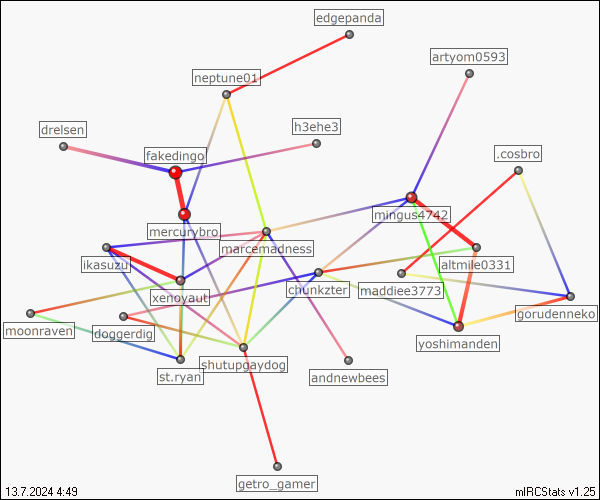 edgepanda
artyom0593
neptune01
drelsen
h3ehe3
fakedingo
.cosbro
mingus4742
mercurybro
marcemadness
ikasuzu
altmile0331
chunkzter
maddiee3773
xenoyaut
gorudenneko
moonraven
doggerdig
yoshimanden
shutupgaydog
st.ryan
andnewbees
getro_gamer
13.7.2024 4:49
mIRCStats v1.25